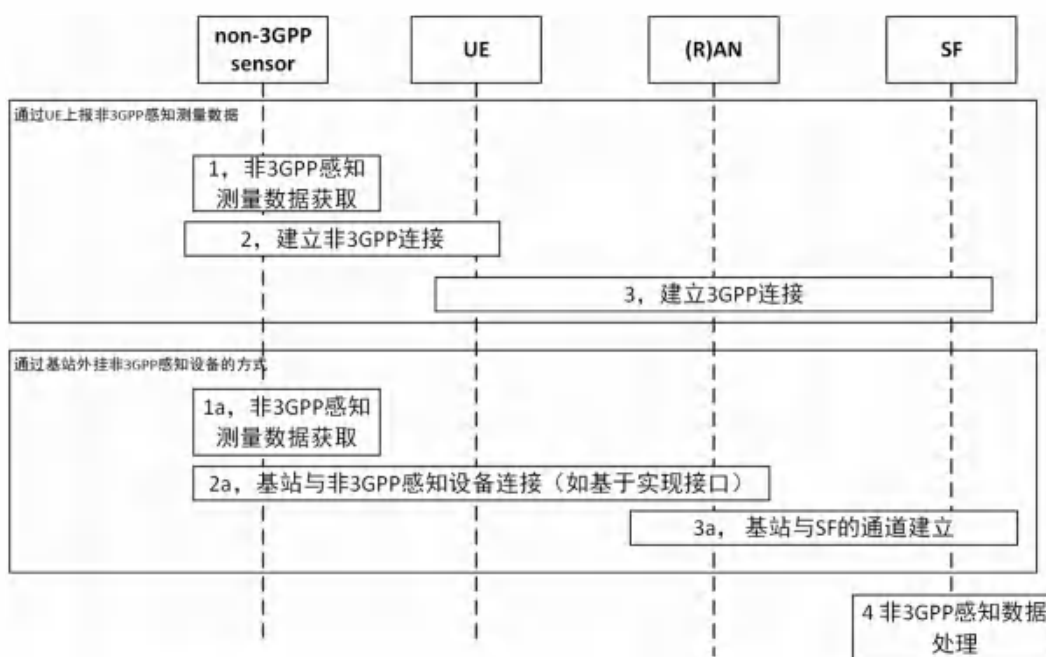 non-3GPP
sensor
UE
(R)AN
SF
通过UE上报非3GPP感知测量数据
1，非3GPP感知
测量数据获取
2，建立非3GPP连接
3，建立3GPP连接
通过基站外挂非3GPP感知设备的方式
1a，非3GPP感知
测量数据获取
2a，基站与非3GPP感知设备连接（如基于实现接口）
3a，基站与SF的通道建立
4 非3GPP感知数据
处理